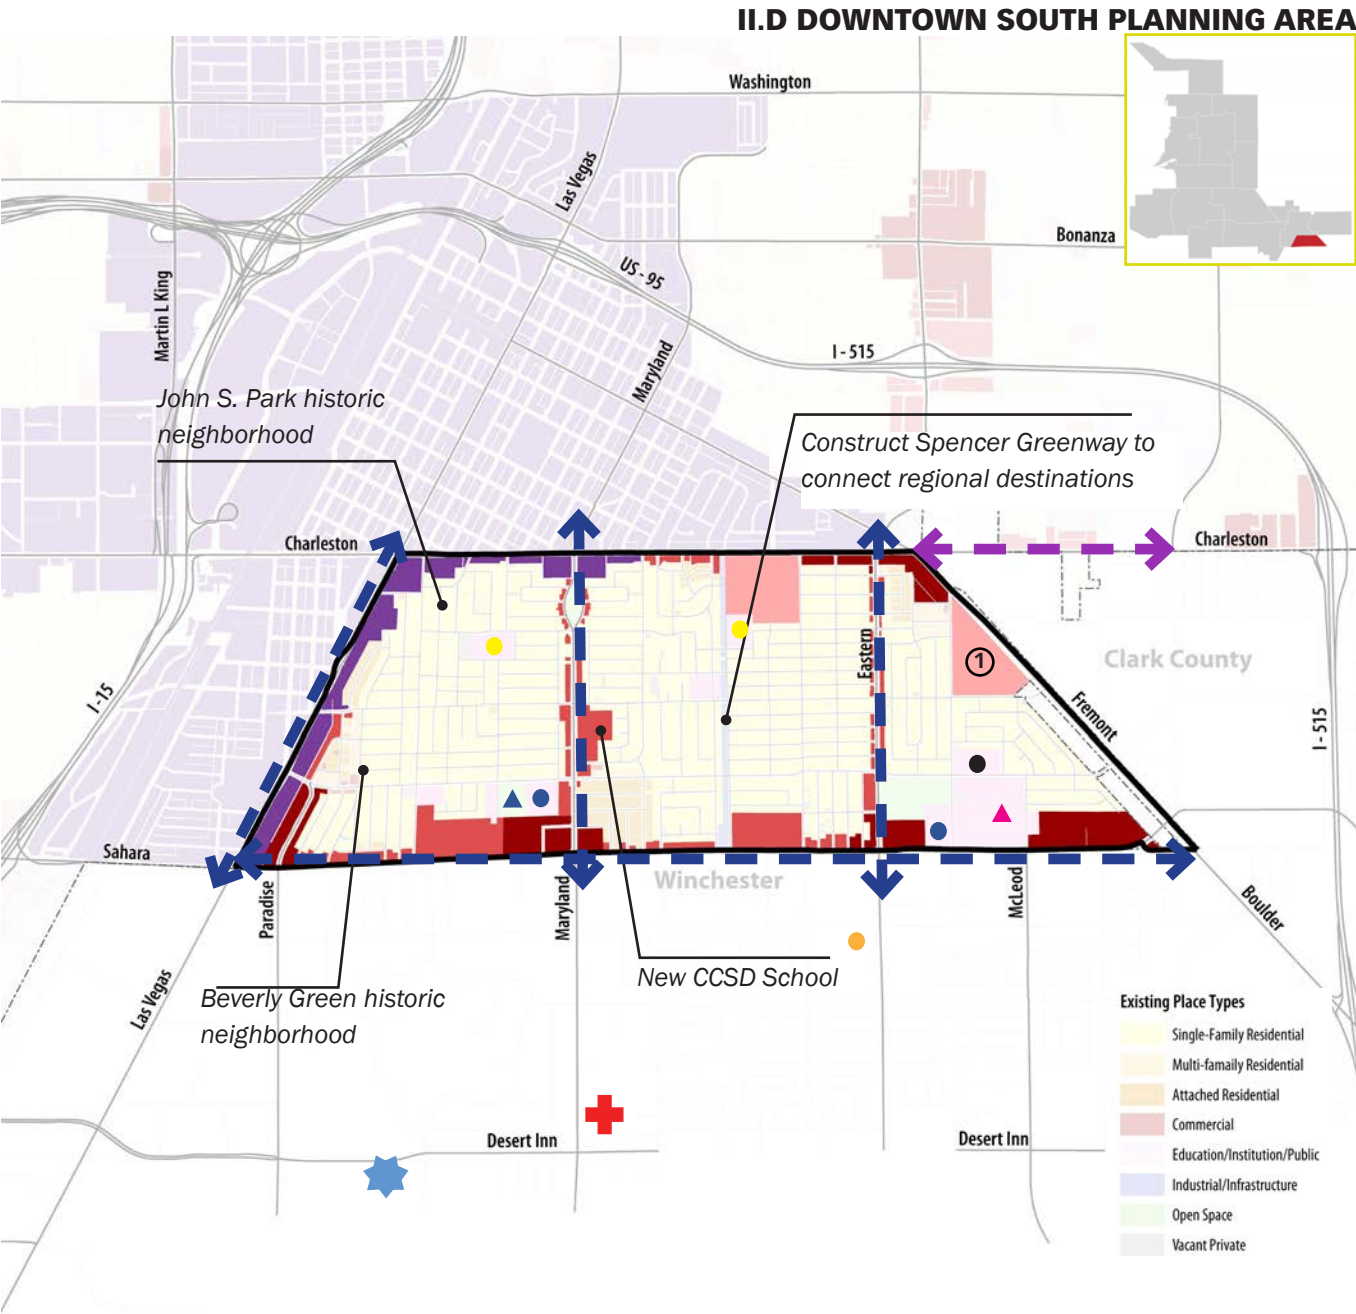 II.D DOWNTOWN SOUTH PLANNING AREA
Washington
Las Vegas
Bonanza
US - 95
Martin L King
I - 515
Maryland
John S. Park historic
neighborhood
Construct Spencer Greenway to
connect regional destinations
Charleston
Charleston
Eastern
1
Clark County
I - 15
Fremont
I - 515
Sahara
Winchester
Paradise
Maryland
McLeod
Boulder
Las Vegas
New CCSD School
Beverly Green historic
neighborhood
Desert Inn
Desert Inn
Existing Place Types
Single-Family Residential
Multi-famaily Residential
Attached Residential
Commercial
Education/Institution/Public
Industrial/Infrastructure
Open Space
Vacant Private